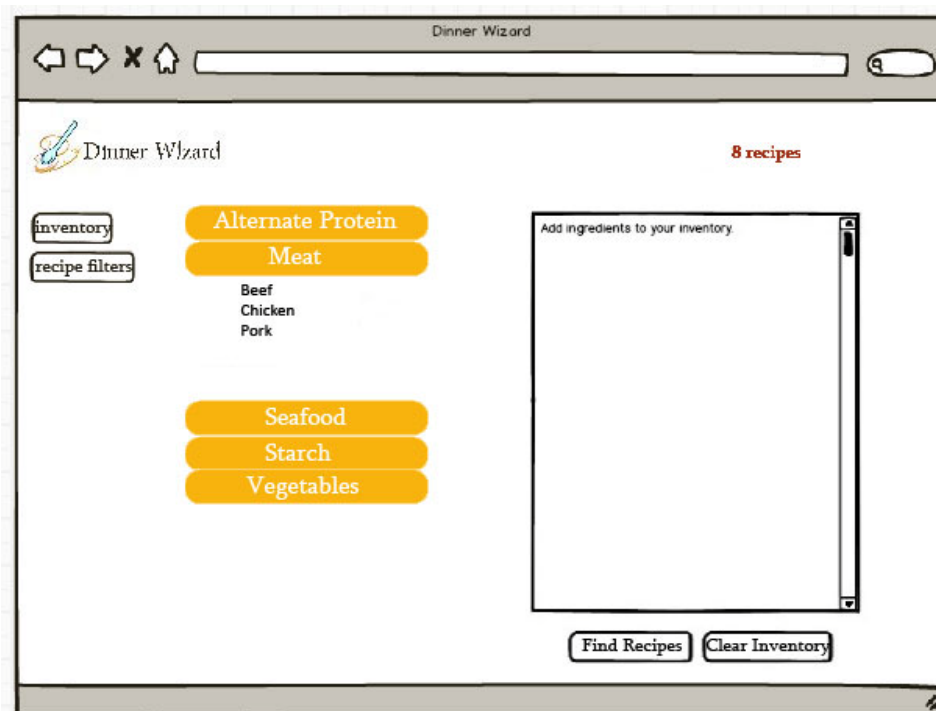 Dinner Wizard
Dinner Wizard
8 recipes
inventory
recipe filters
Alternate Protein
Meat
Beef
Chicken
Pork
Seafood
Starch
Vegetables
Add ingredients to your inventory.
Find Recipes
Clear Inventory